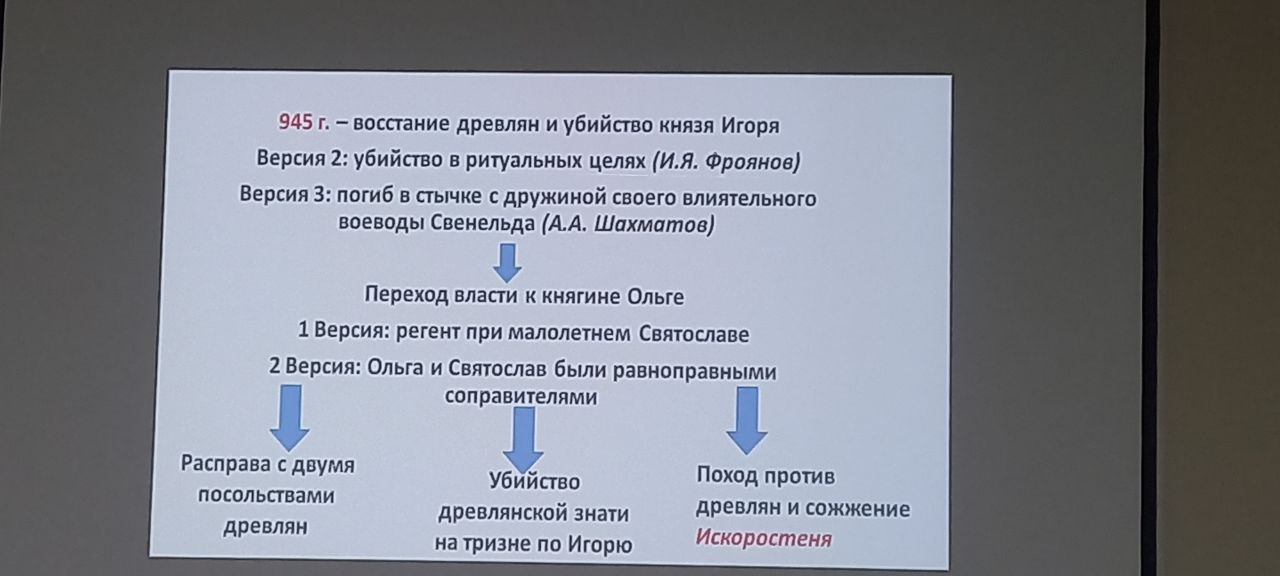 945 г. – восстание древлян и убийство князя Игоря
Версия 2: убийство в ритуальных целях (И.Я. Фроянов)
Версия 3: погиб в стычке с дружиной своего влиятельного
воеводы Свенельда (А.А. Шахматов)
Переход власти к княгине Ольге
1 Версия: регент при малолетнем Святославе
2 Версия: Ольга и Святослав были равноправными
соправителями
Расправа с двумя
посольствами
древлян
Убийство
древлянской знати
на тризне по Игорю
Поход против
древлян и сожжение
Искоростеня